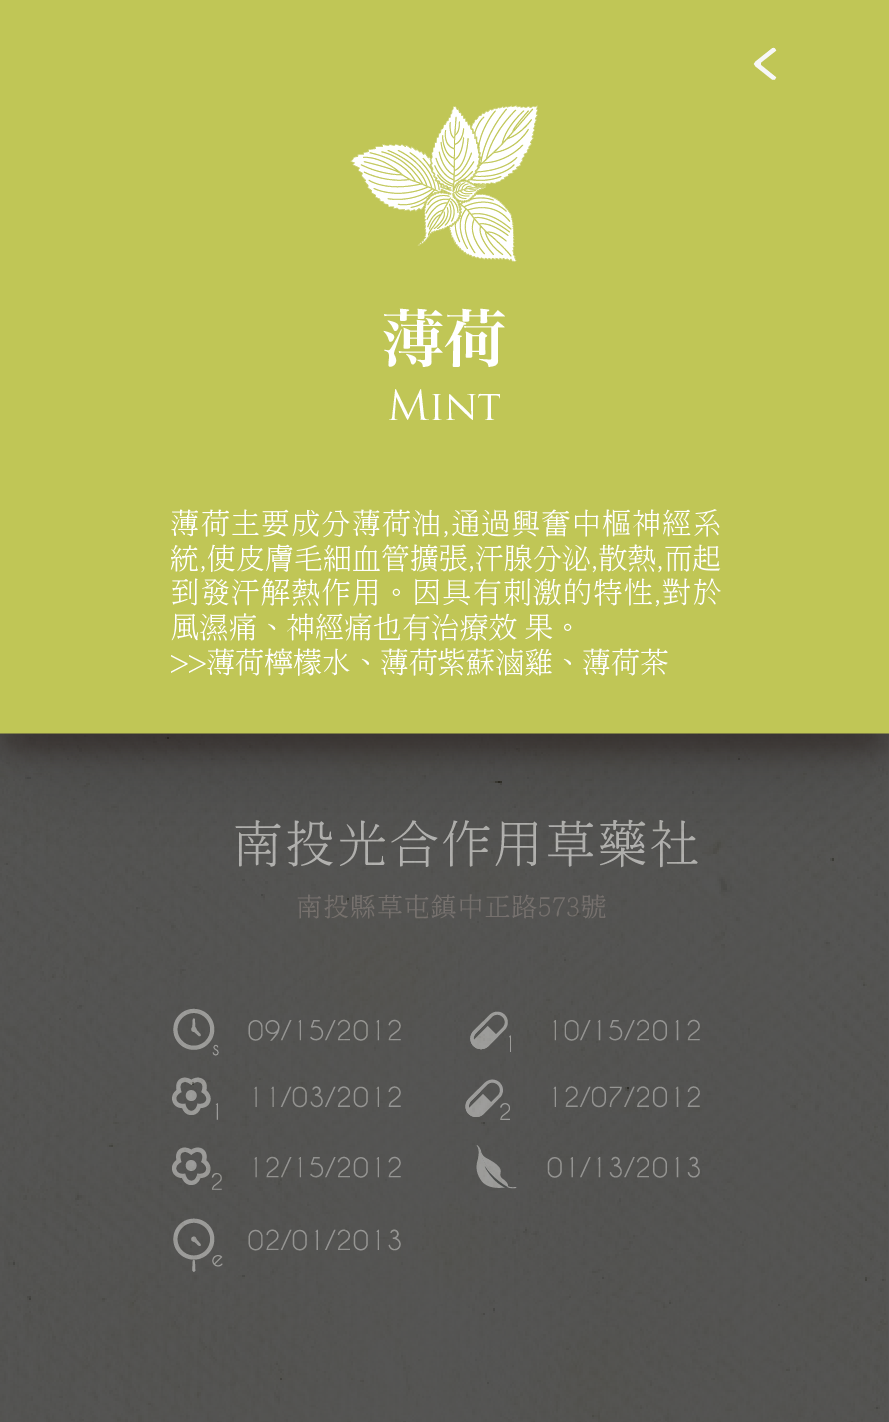 薄荷
MINT
薄荷主要成分薄荷油,通過興奮中樞神經系
統,使皮膚毛細血管擴張,汗腺分泌,散熱,而起
到發汗解熱作用。因具有刺激的特性,對於
風濕痛、神經痛也有治療效 果。
>>薄荷檸檬水、薄荷紫蘇滷雞、薄荷茶
南投光合作用草藥社
南投縣草屯鎮中正路573號
s 09/15/2012 1 10/15/2012
1 11/03/2012 2 12/07/2012
2 12/15/2012 01/13/2013
e 02/01/2013